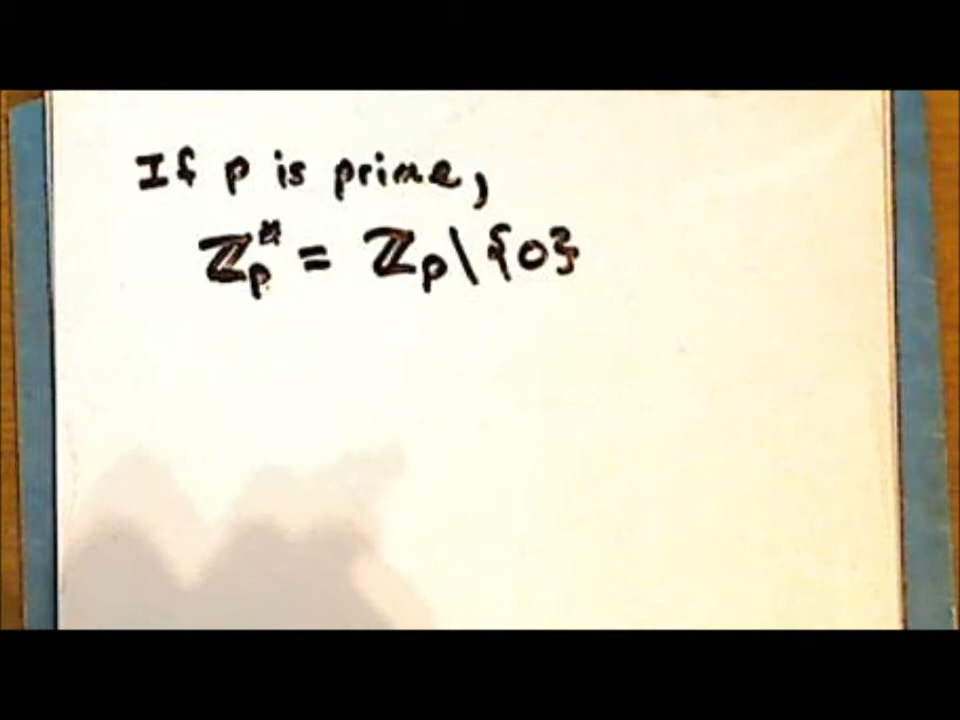 If p is prime,
ℤₚ* = ℤₚ\{0}